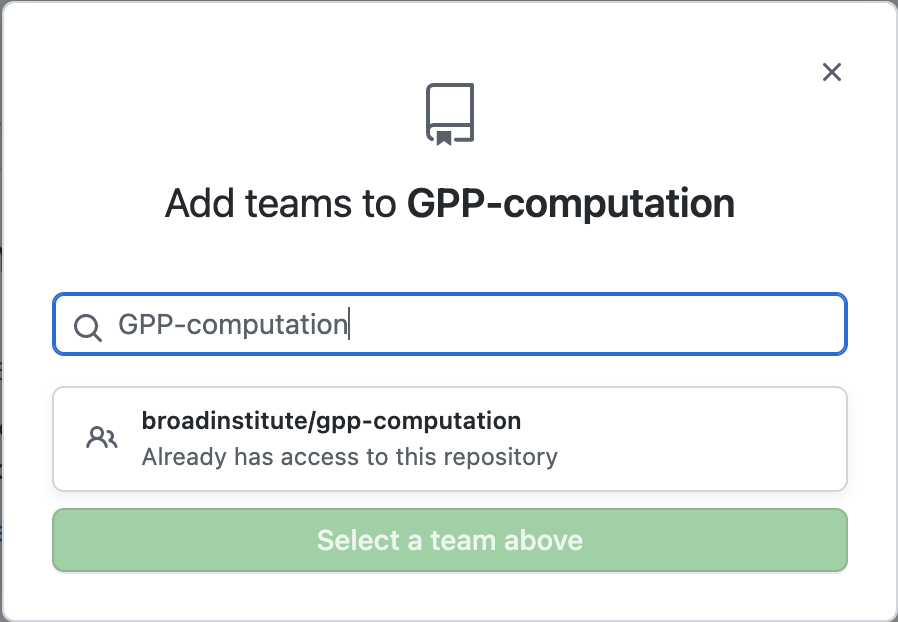 Add teams to GPP-computation
GPP-computation
broadinstitute/gpp-computation
Already has access to this repository
Select a team above